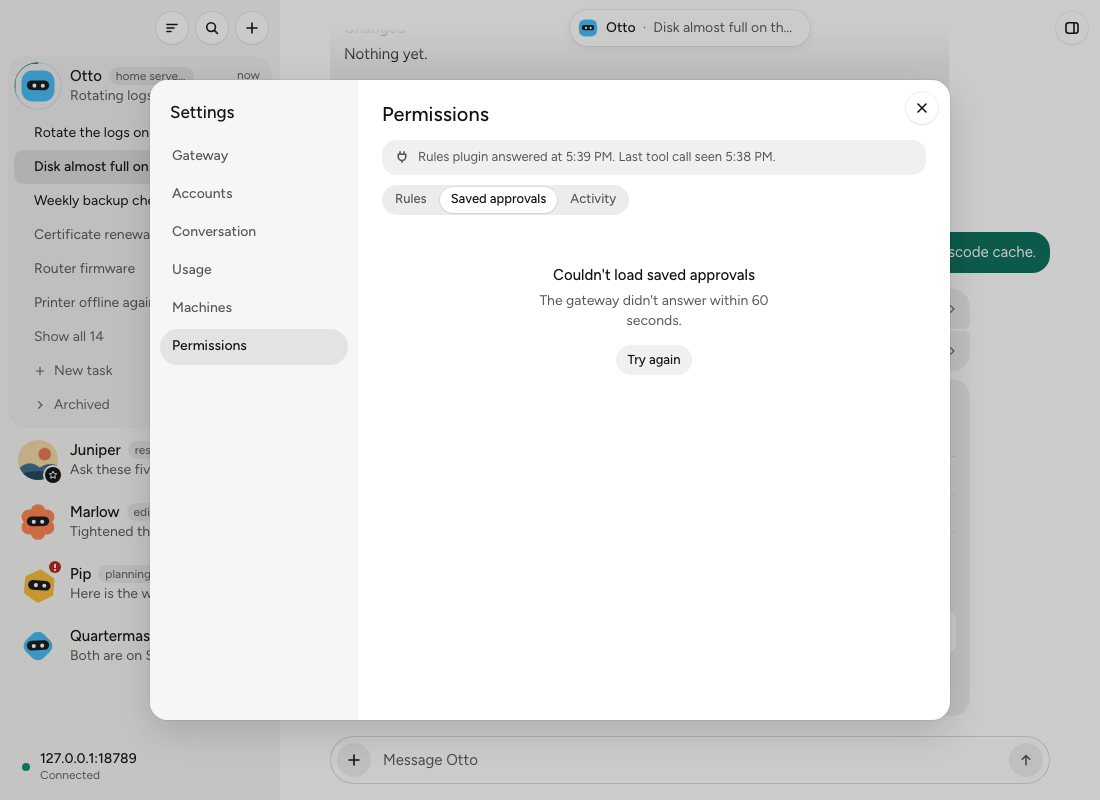 Otto · Disk almost full on th…
Changed
Nothing yet.
Otto home serve… now
Rotating logs
Rotate the logs on
Disk almost full on
Weekly backup che
Certificate renewa
Router firmware
Printer offline again
Show all 14
New task
Archived
Juniper res
Ask these fiv
Marlow edi
Tightened th
Pip planning
Here is the w
Quartermas
Both are on S
127.0.0.1:18789
Connected
Settings
Gateway
Accounts
Conversation
Usage
Machines
Permissions
Permissions
Rules plugin answered at 5:39 PM. Last tool call seen 5:38 PM.
Rules Saved approvals Activity
Couldn't load saved approvals
The gateway didn't answer within 60
seconds.
Try again
scode cache.
Message Otto